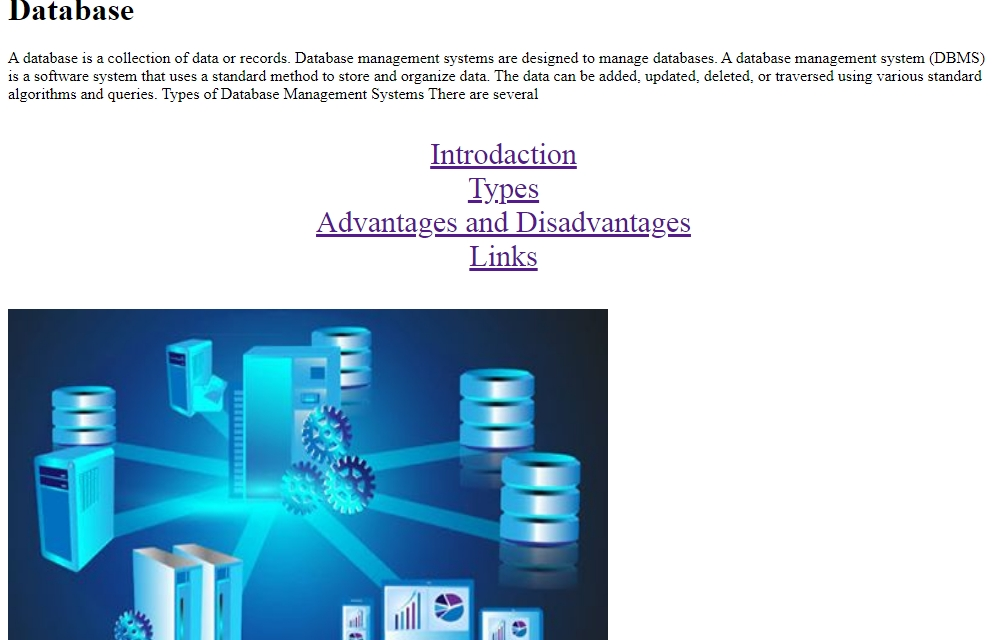 Database
A database is a collection of data or records. Database management systems are designed to manage databases. A database management system (DBMS)
is a software system that uses a standard method to store and organize data. The data can be added, updated, deleted, or traversed using various standard
algorithms and queries. Types of Database Management Systems There are several
Introdaction
Types
Advantages and Disadvantages
Links